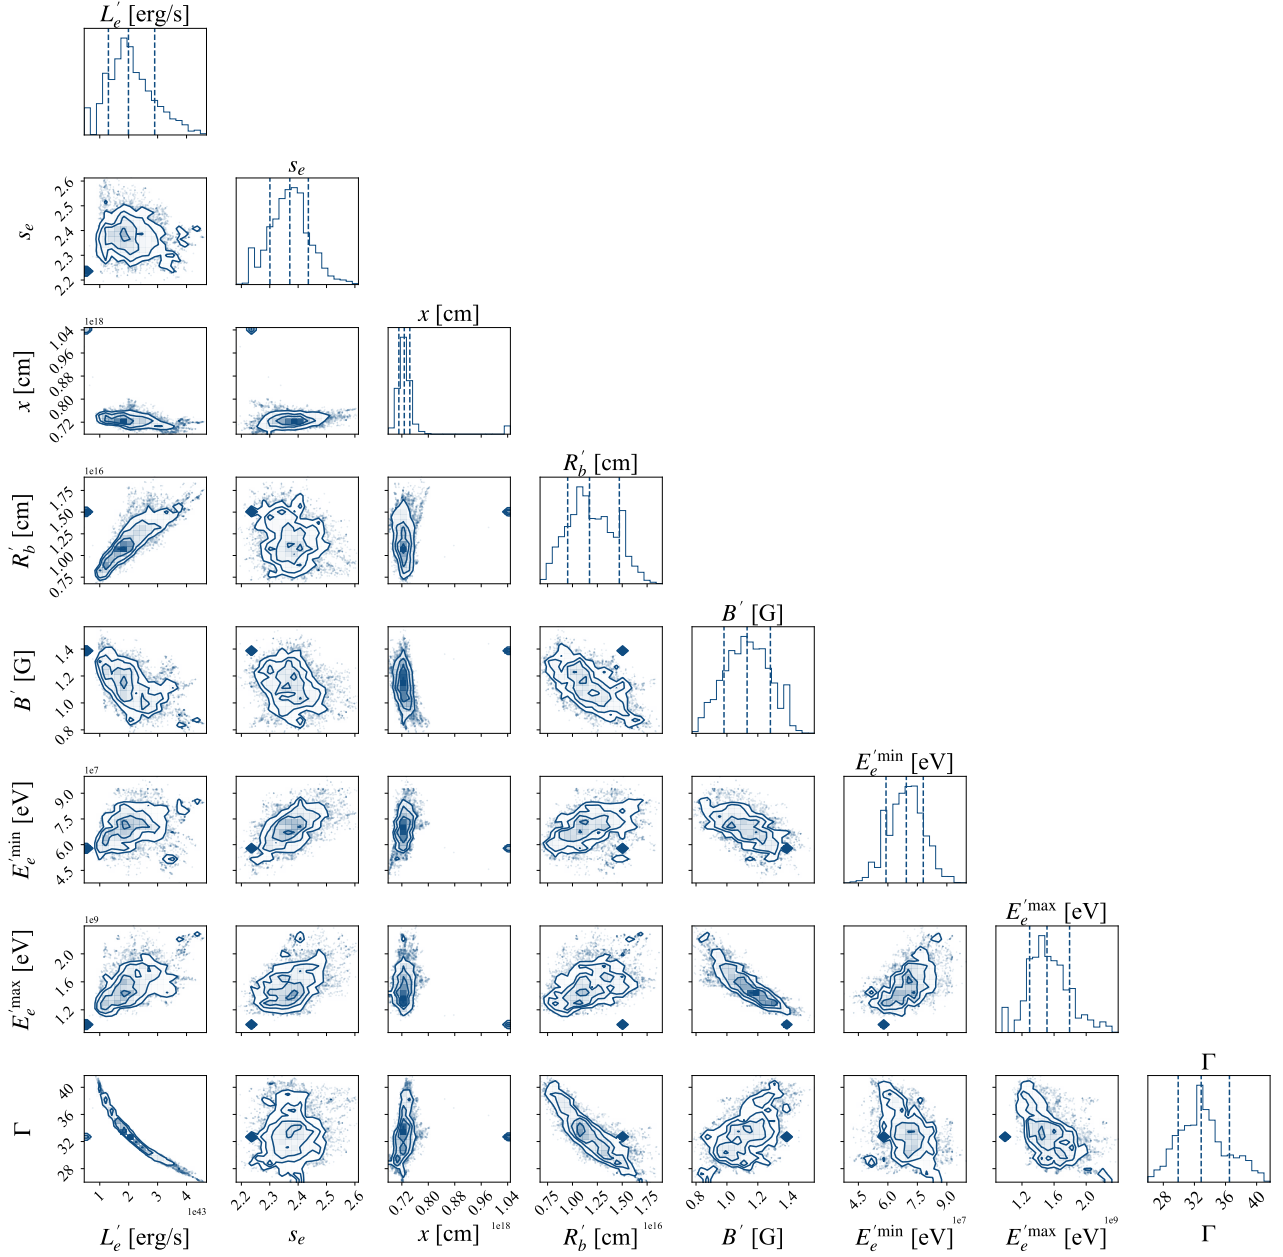 L′e [erg/s]
se
2.6
2.5
2.4
2.3
2.2
se
x [cm]
1e18
1.04
0.96
0.88
0.80
0.72
x [cm]
R′b [cm]
1e16
1.75
1.50
1.25
1.00
0.75
R′b [cm]
B′ [G]
1.4
1.2
1.0
0.8
B′ [G]
E′min e [eV]
1e7
9.0
7.5
6.0
4.5
E′min e [eV]
E′max e [eV]
1e9
2.0
1.6
1.2
E′max e [eV]
Γ
40
36
32
28
Γ
1 2 3 4
1e43
L′e [erg/s]
2.2 2.3 2.4 2.5 2.6
se
0.72 0.80 0.88 0.96 1.04
1e18
x [cm]
0.75 1.00 1.25 1.50 1.75
1e16
R′b [cm]
0.8 1.0 1.2 1.4
B′ [G]
4.5 6.0 7.5 9.0
1e7
E′min e [eV]
1.2 1.6 2.0
1e9
E′max e [eV]
28 32 36 40
Γ